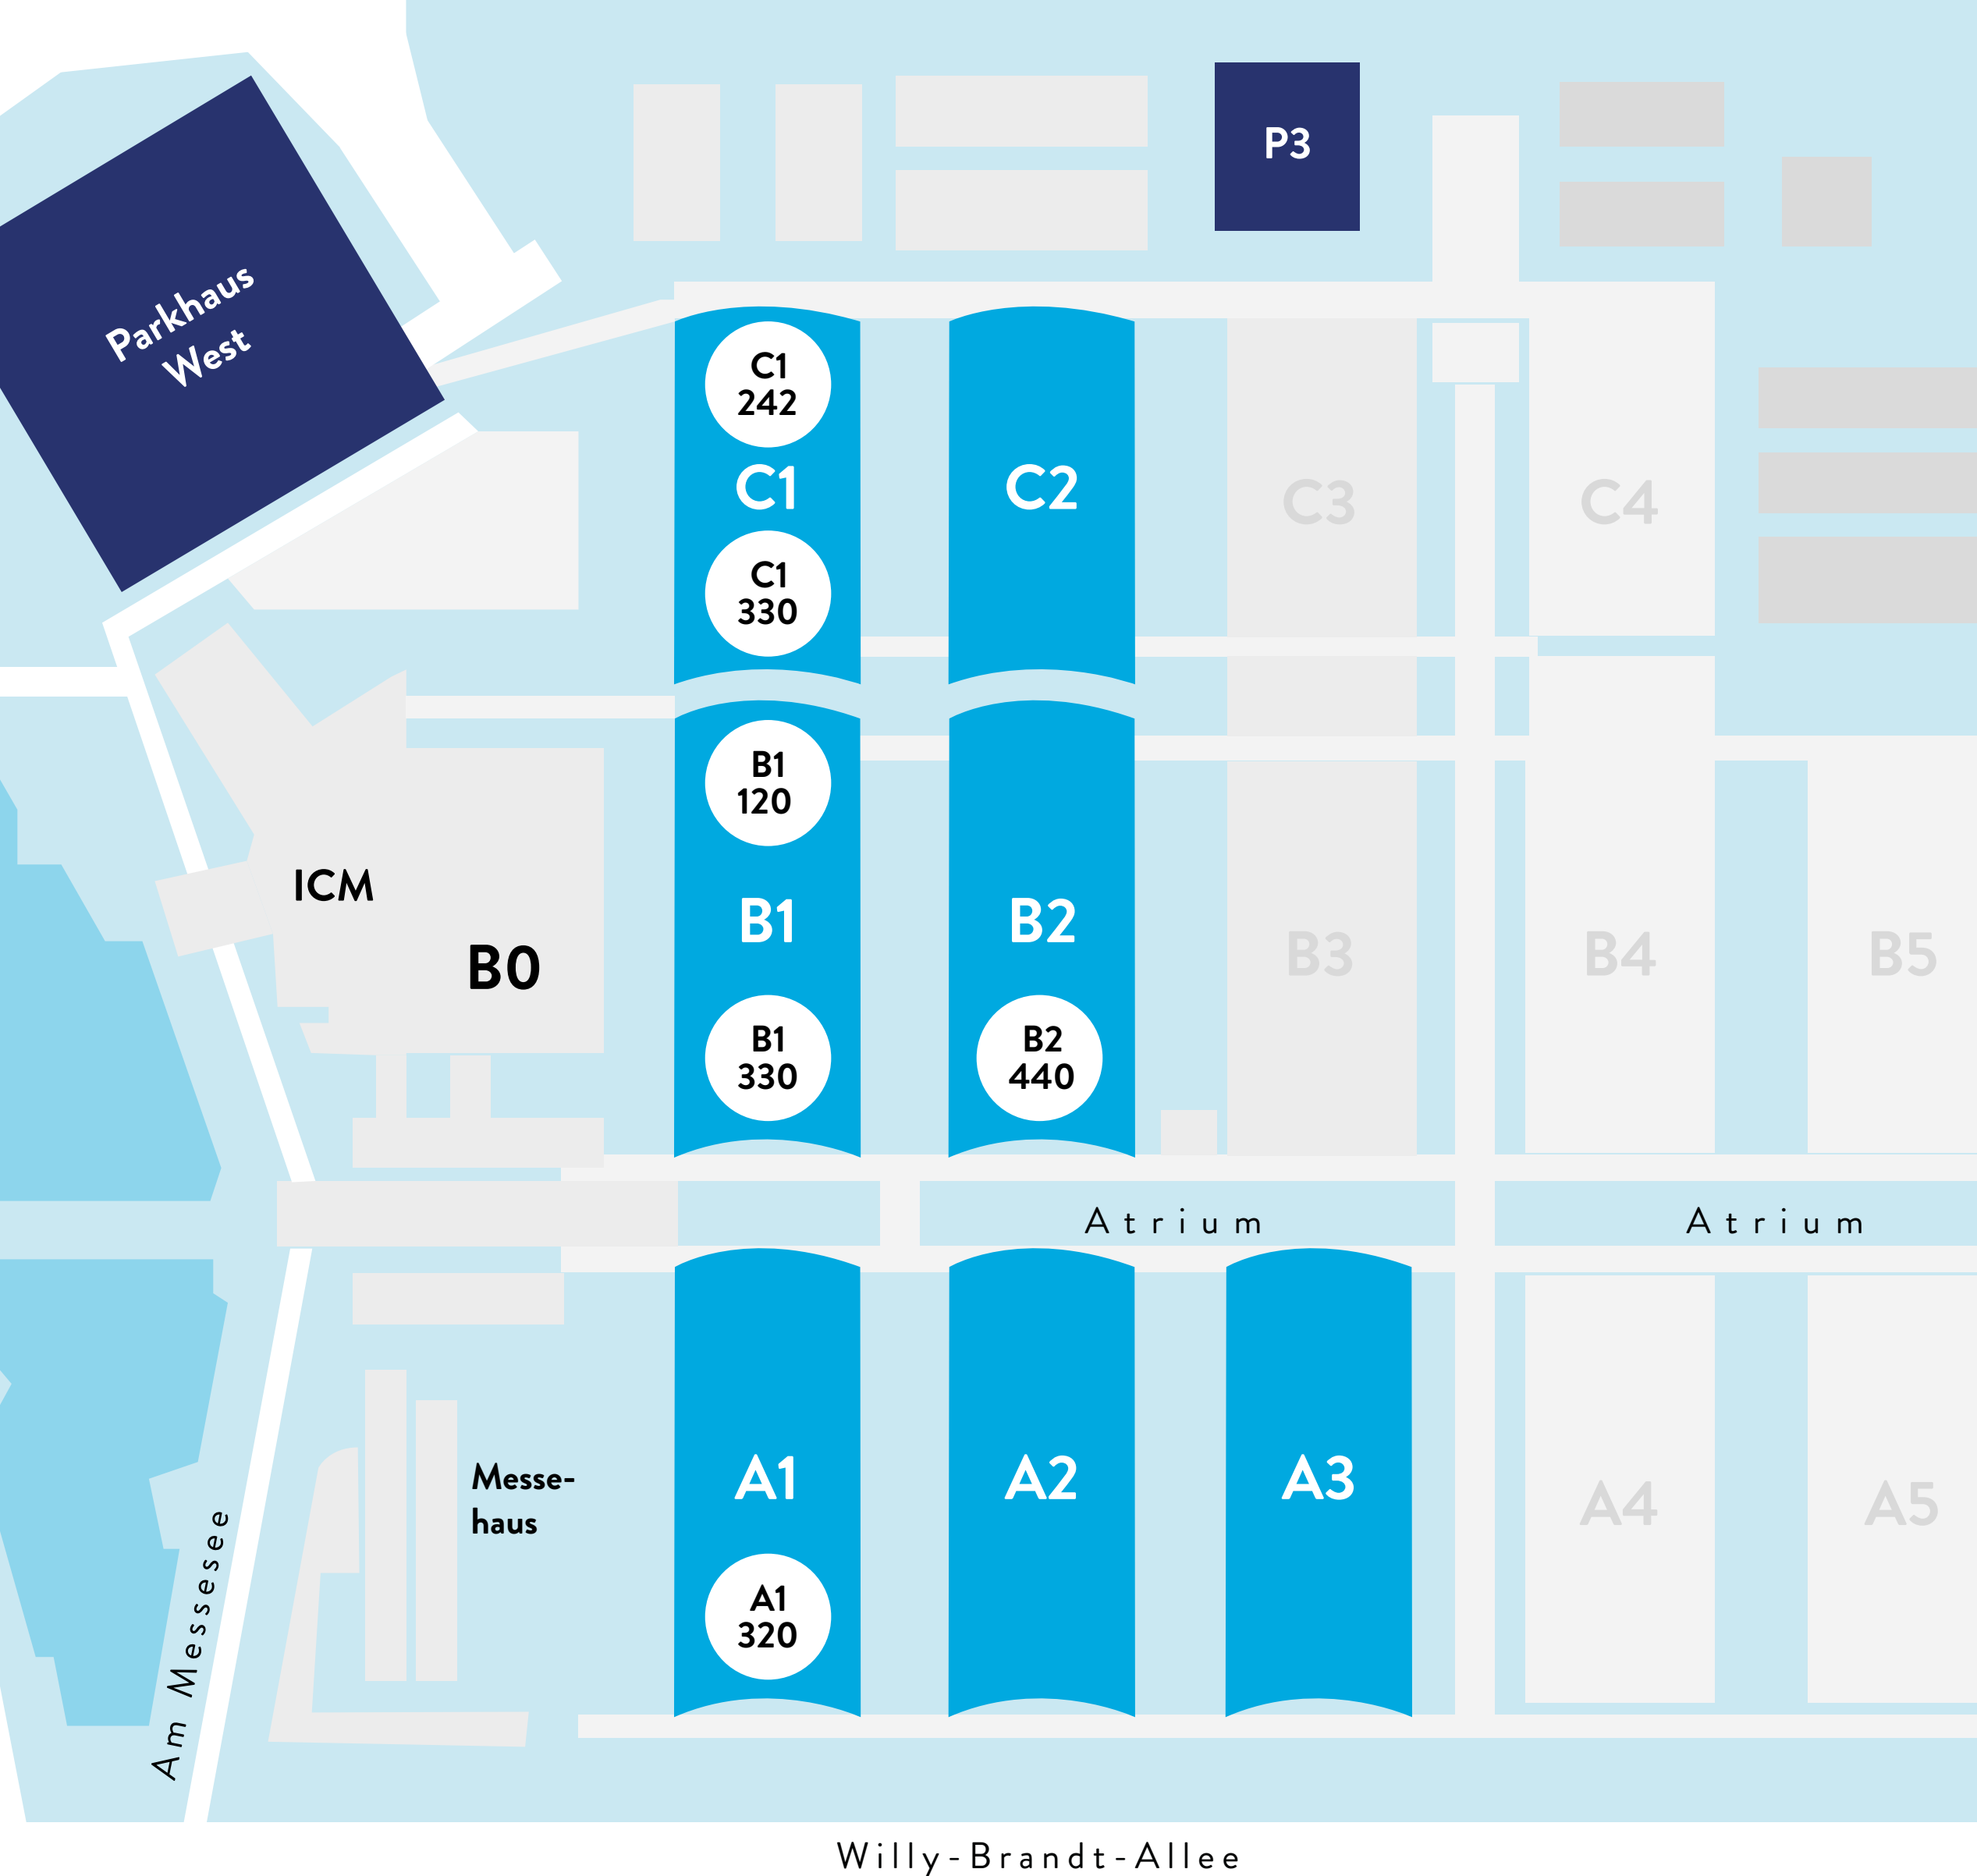 P3
Parkhaus
West
C1
242
C1
C2
C3
C4
C1
330
B1
120
ICM
B0
B1
B2
B3
B4
B5
B1
330
B2
440
Atrium
Atrium
A1
A2
A3
A4
A5
Messe-
haus
A1
320
Am Messesee
Willy-Brandt-Allee